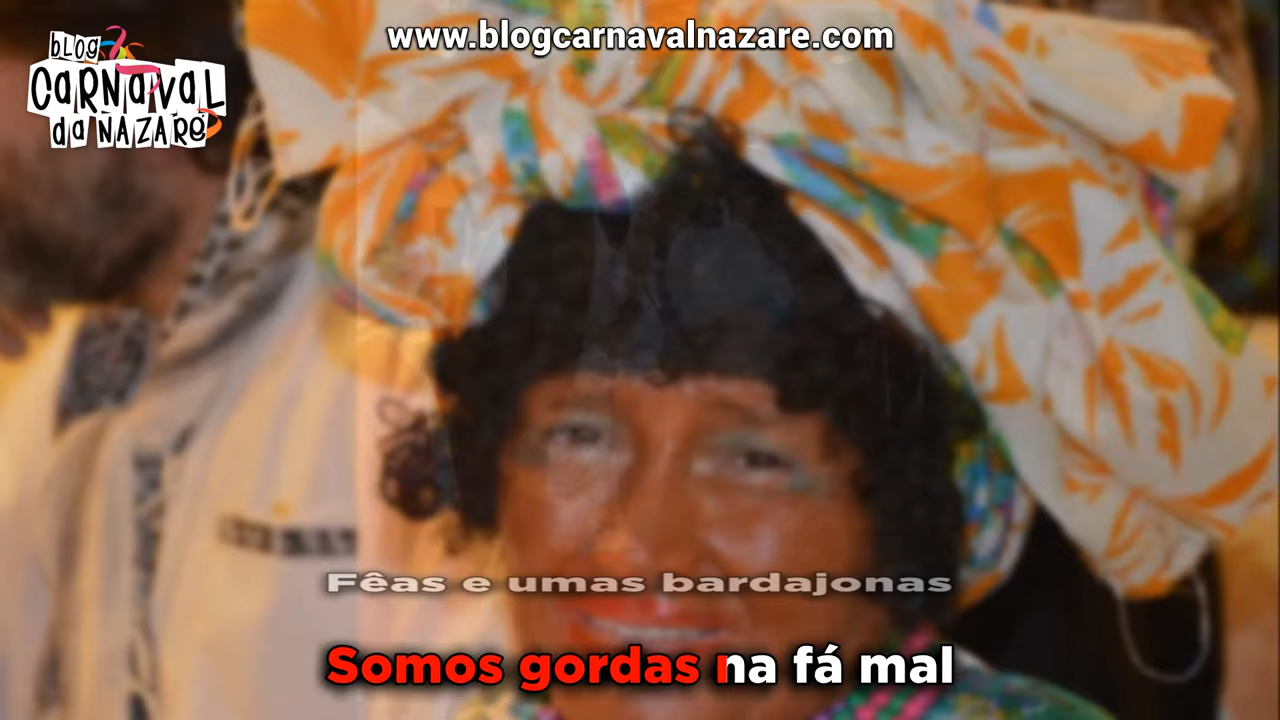 www.blogcarnavalnazare.com
blog
CARNAVAL
da NAZARÉ
Fêas e umas bardajonas
Somos gordas na fá mal